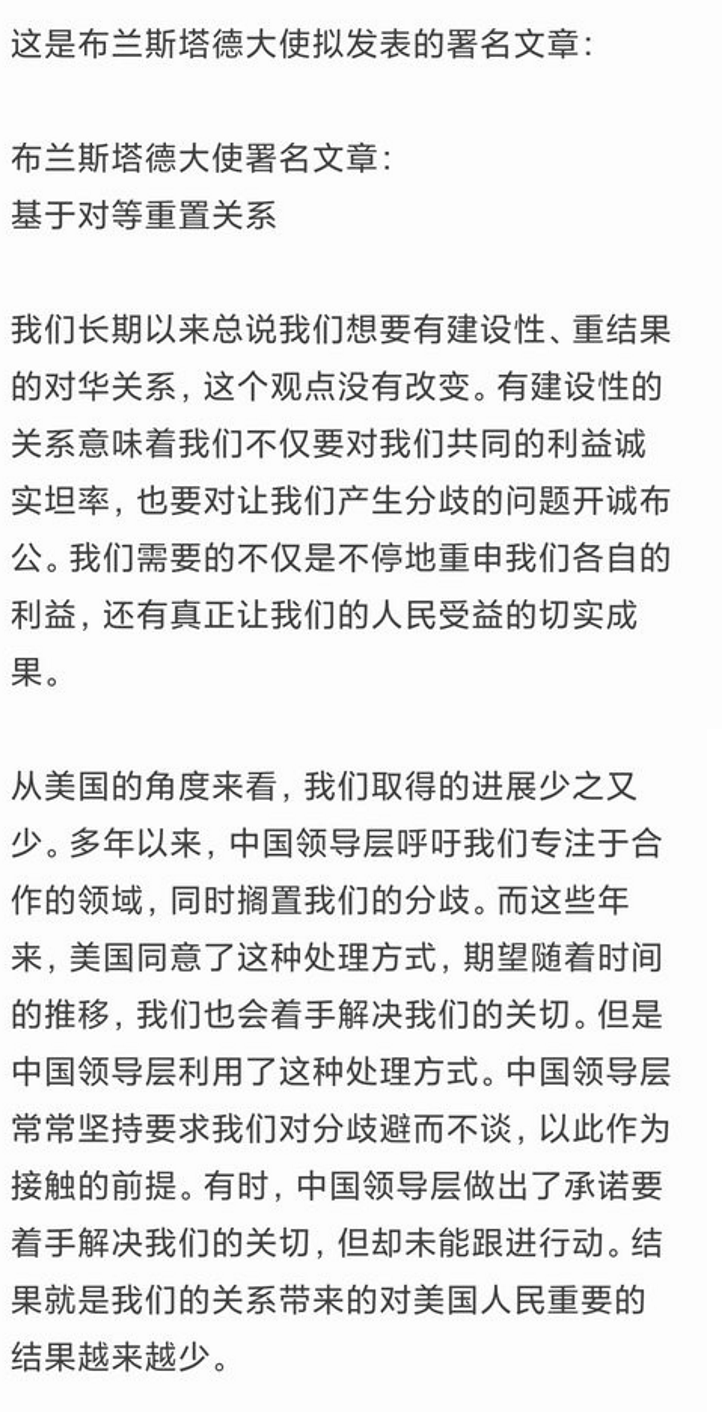 这是布兰斯塔德大使拟发表的署名文章：
布兰斯塔德大使署名文章：
基于对等重置关系
我们长期以来总说我们想要有建设性、重结果
的对华关系，这个观点没有改变。有建设性的
关系意味着我们不仅要对我们共同的利益诚
实坦率，也要对让我们产生分歧的问题开诚布
公。我们需要的不仅是不停地重申我们各自的
利益，还有真正让我们的人民受益的切实成
果。
从美国的角度来看，我们取得的进展少之又
少。多年以来，中国领导层呼吁我们专注于合
作的领域，同时搁置我们的分歧。而这些年
来，美国同意了这种处理方式，期望随着时间
的推移，我们也会着手解决我们的关切。但是
中国领导层利用了这种处理方式。中国领导层
常常坚持要求我们对分歧避而不谈，以此作为
接触的前提。有时，中国领导层做出了承诺要
着手解决我们的关切，但却未能跟进行动。结
果就是我们的关系带来的对美国人民重要的
结果越来越少。